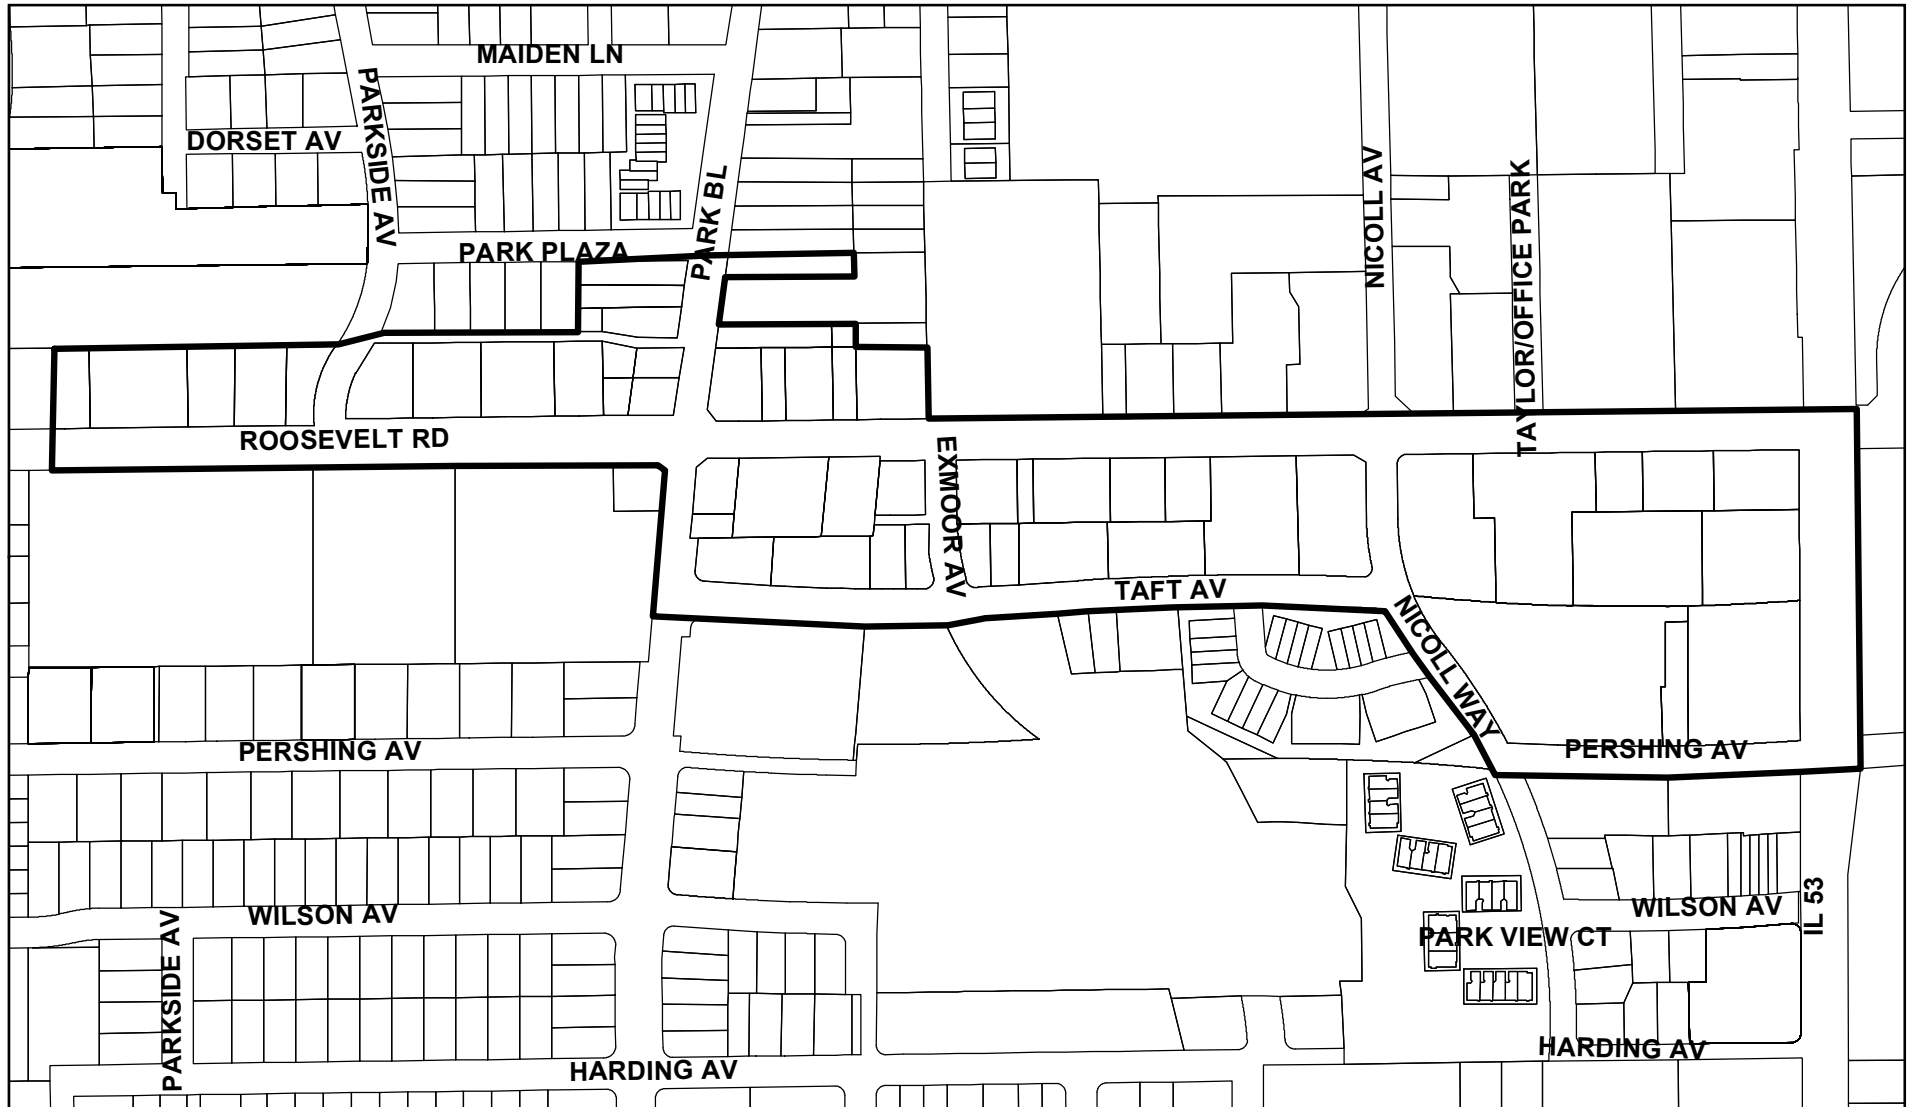 MAIDEN LN
PARKSIDE AV
DORSET AV
PARK BL
NICOLL AV
TAYLOR/OFFICE PARK
PARK PLAZA
ROOSEVELT RD
EXMOOR AV
TAFT AV
NICOLL WAY
PERSHING AV
PERSHING AV
WILSON AV
PARKSIDE AV
WILSON AV
IL 53
PARK VIEW CT
HARDING AV
HARDING AV